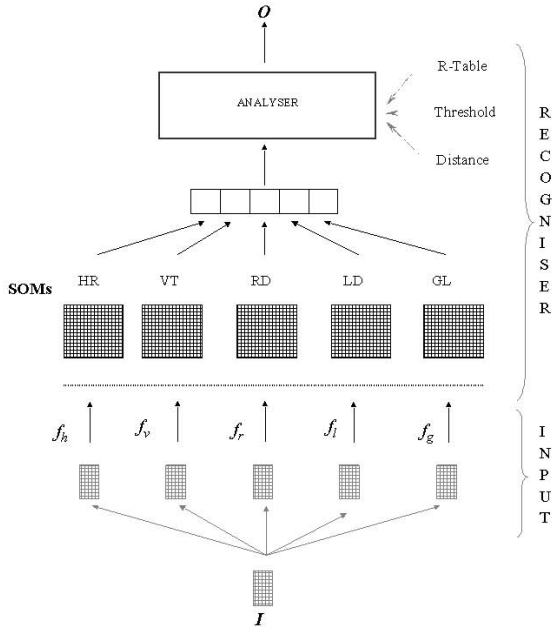 O
ANALYSER
R-Table
Threshold
Distance
HR VT RD LD GL
SOMs
f_h f_v f_r f_l f_g
I
RECOGNISER
INPUT